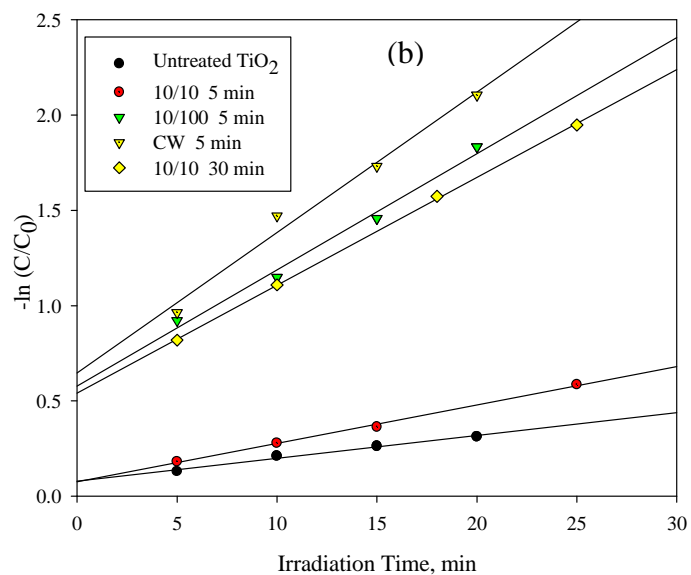 2.5
(b)
Untreated TiO2
10/10 5 min
10/100 5 min
CW 5 min
10/10 30 min
2.0
1.5
1.0
0.5
0.0
-ln (C/C0)
0 5 10 15 20 25 30
Irradiation Time, min